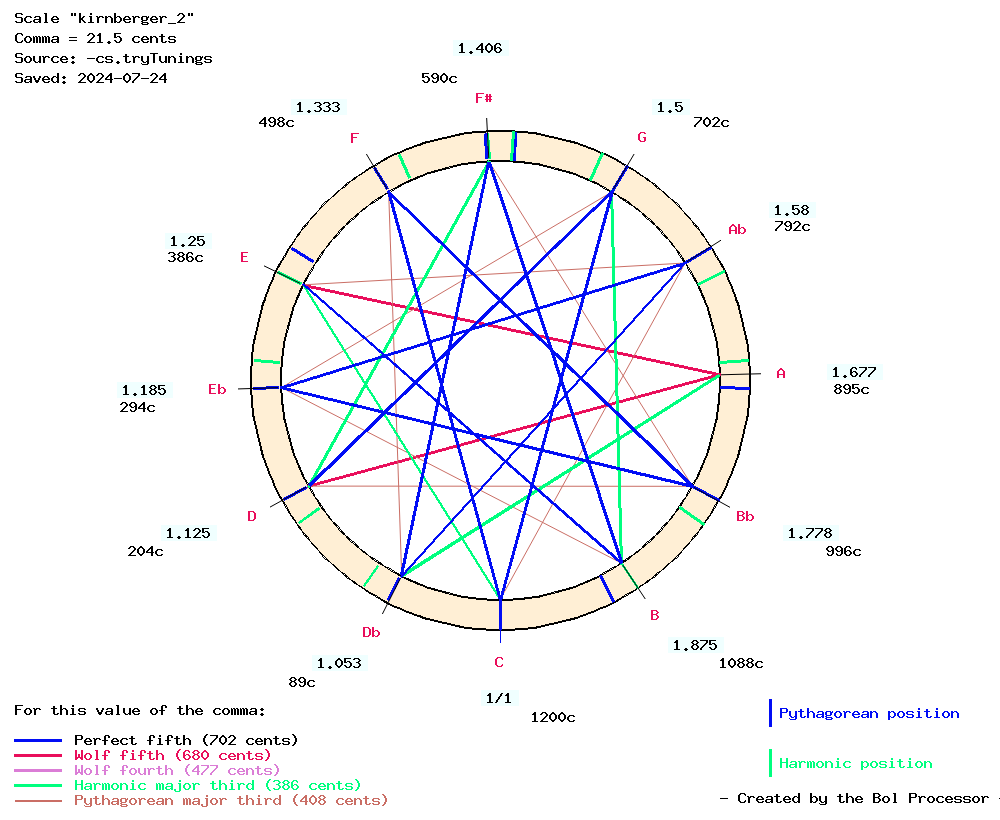 Scale "kirnberger_2"
Comma = 21.5 cents
Source: -cs.tryTunings
Saved: 2024-07-24
1.406
590c
F#
1.333
498c
F
1.5
702c
G
1.58
792c
Ab
1.25
386c
E
1.677
895c
A
1.185
294c
Eb
1.778
996c
Bb
1.125
204c
D
1.875
1088c
B
1.053
89c
Db
C
1/1
1200c
For this value of the comma:
Perfect fifth (702 cents)
Wolf fifth (680 cents)
Wolf fourth (477 cents)
Harmonic major third (386 cents)
Pythagorean major third (408 cents)
Pythagorean position
Harmonic position
- Created by the Bol Processor -